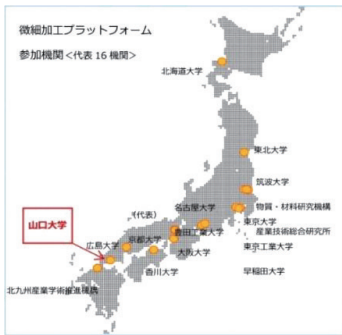 微細加工プラットフォーム
参加機関<代表16機関>
北海道大学
東北大学
筑波大学
名古屋大学
物質・材料研究機構
(代表)
山口大学
東京大学
豊田工業大学
産業技術総合研究所
広島大学
京都大学
東京工業大学
大阪大学
香川大学
早稲田大学
北九州産業学術推進機構